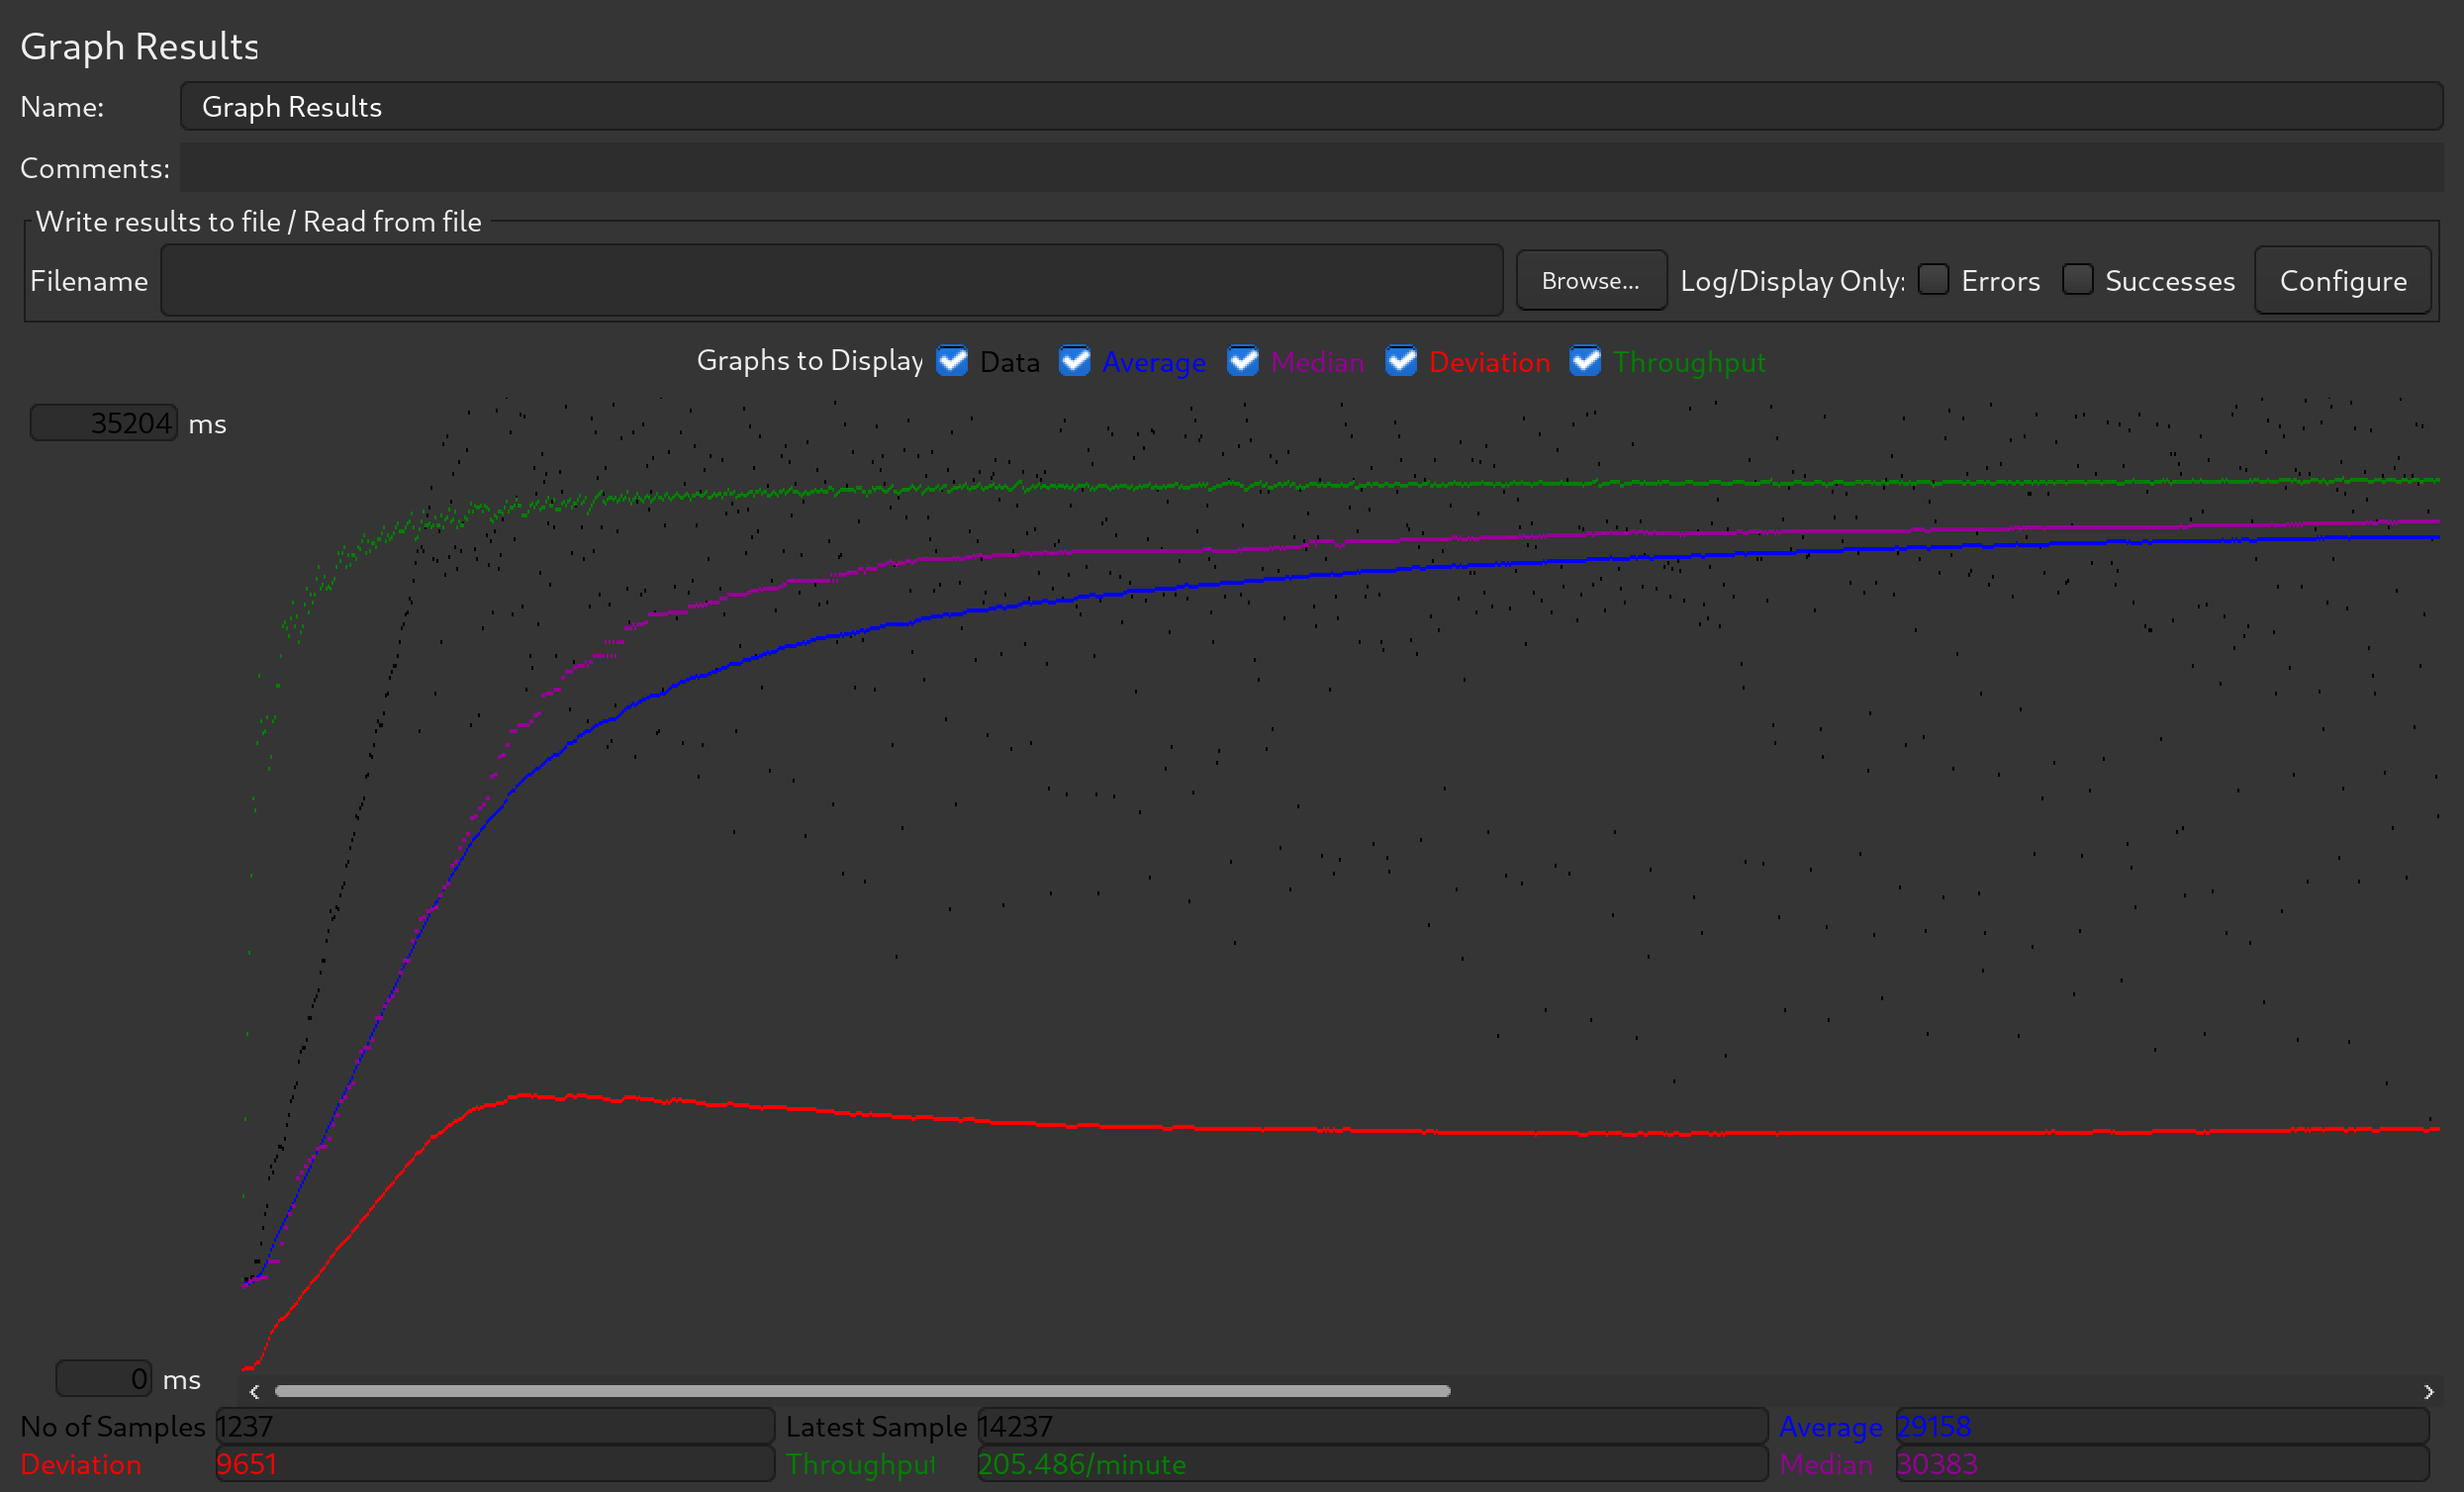 Graph Results
Name: Graph Results
Comments:
Write results to file / Read from file
Filename Browse... Log/Display Only: Errors Successes Configure
Graphs to Display Data Average Median Deviation Throughput
35204 ms
0 ms
No of Samples 1237 Latest Sample 14237 Average 29158
Deviation 9651 Throughput 205.486/minute Median 30383